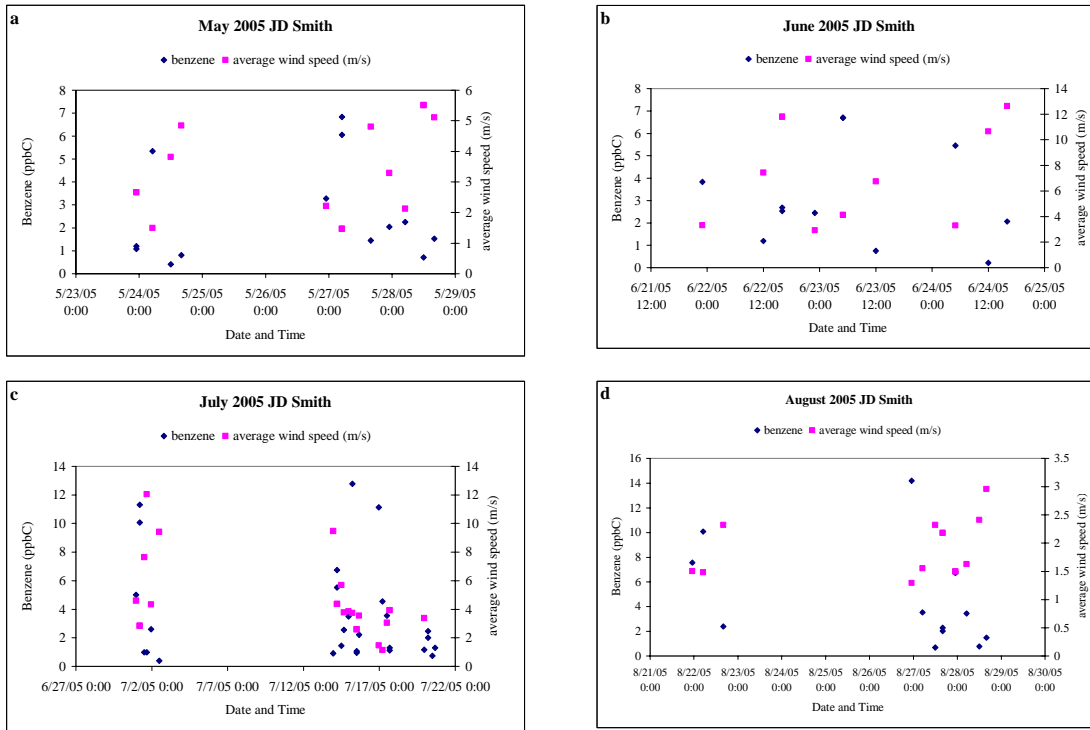 a
May 2005 JD Smith
benzene average wind speed (m/s)
8
7
6
5
4
3
2
1
0
Benzene (ppbC)
6
5
4
3
2
1
0
average wind speed (m/s)
5/23/05 5/24/05 5/25/05 5/26/05 5/27/05 5/28/05 5/29/05
0:00 0:00 0:00 0:00 0:00 0:00 0:00
Date and Time
b
June 2005 JD Smith
benzene average wind speed (m/s)
8
7
6
5
4
3
2
1
0
Benzene (ppbC)
14
12
10
8
6
4
2
0
average wind speed (m/s)
6/21/05 6/22/05 6/22/05 6/23/05 6/23/05 6/24/05 6/24/05 6/25/05
12:00 0:00 12:00 0:00 12:00 0:00 12:00 0:00
Date and Time
c
July 2005 JD Smith
benzene average wind speed (m/s)
14
12
10
8
6
4
2
0
Benzene (ppbC)
14
12
10
8
6
4
2
0
average wind speed (m/s)
6/27/05 0:00 7/2/05 0:00 7/7/05 0:00 7/12/05 0:00 7/17/05 0:00 7/22/05 0:00
Date and Time
d
August 2005 JD Smith
benzene average wind speed (m/s)
16
14
12
10
8
6
4
2
0
Benzene (ppbC)
3.5
3
2.5
2
1.5
1
0.5
0
average wind speed (m/s)
8/21/05 8/22/05 8/23/05 8/24/05 8/25/05 8/26/05 8/27/05 8/28/05 8/29/05 8/30/05
0:00 0:00 0:00 0:00 0:00 0:00 0:00 0:00 0:00 0:00
Date and Time